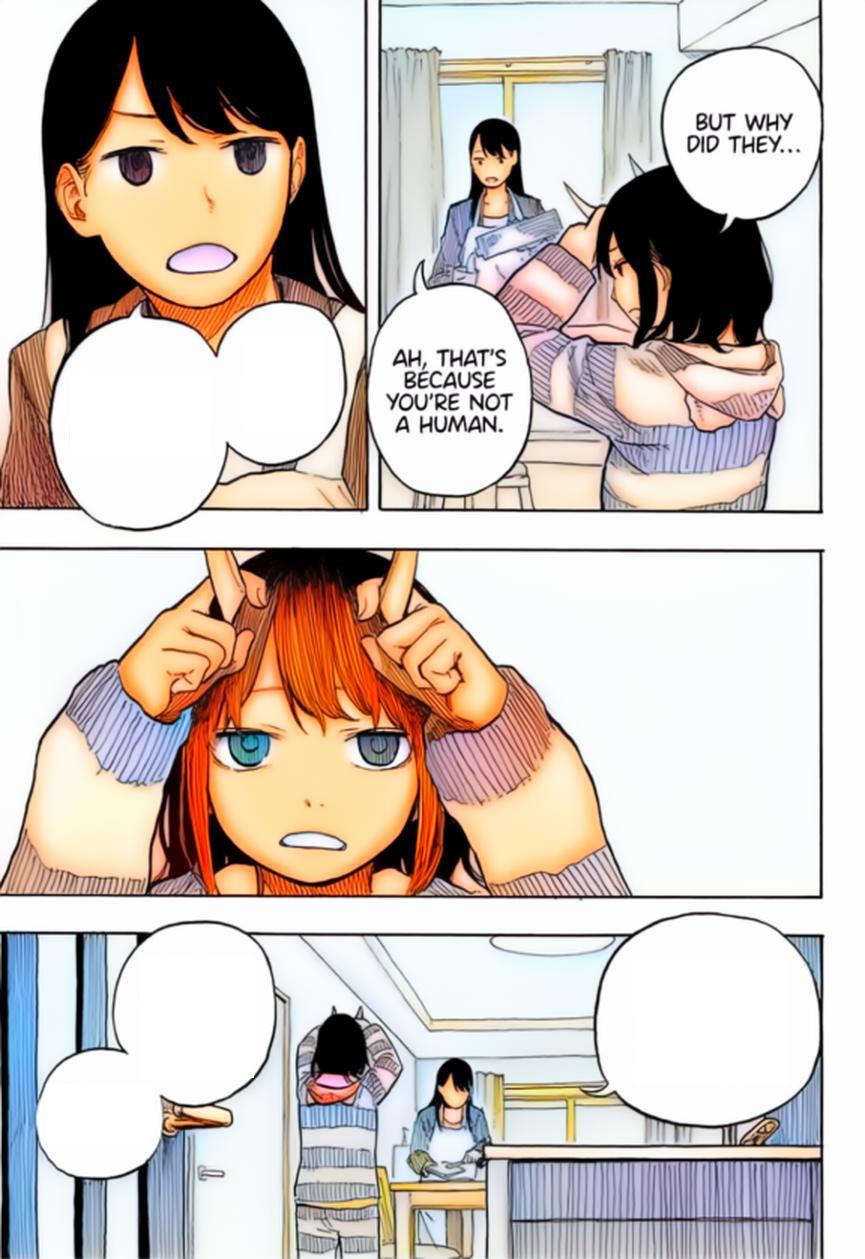 BUT WHY
DID THEY...
AH, THAT'S
BECAUSE
YOU'RE NOT
A HUMAN.